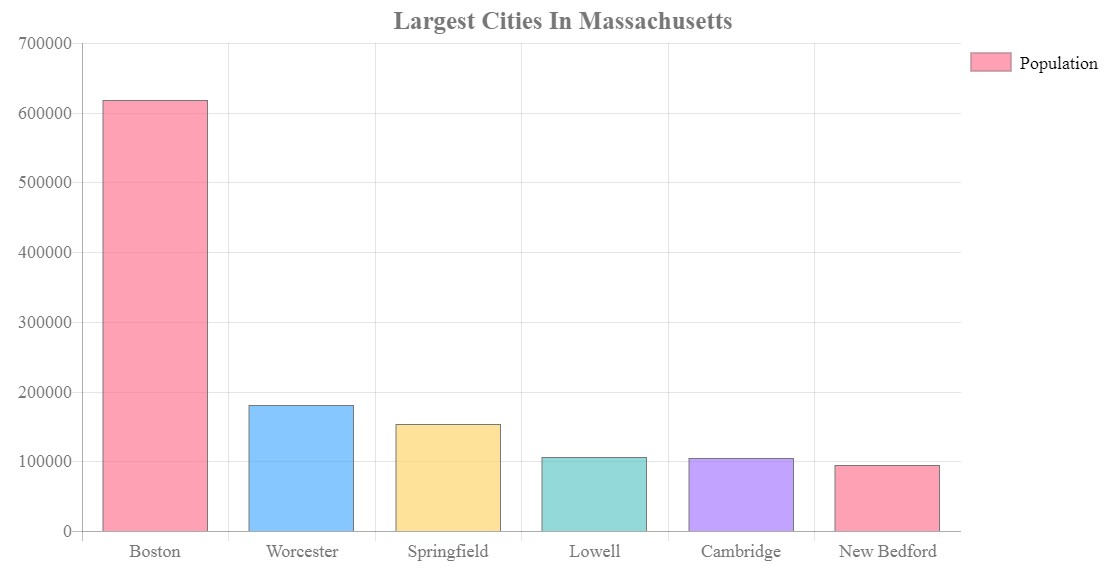 Largest Cities In Massachusetts
Population
700000
600000
500000
400000
300000
200000
100000
0
Boston Worcester Springfield Lowell Cambridge New Bedford